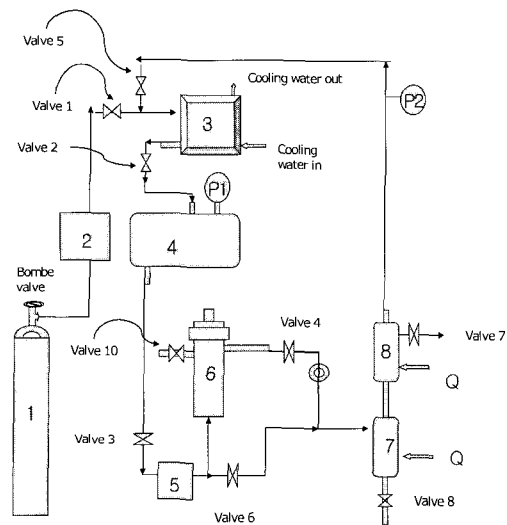 Valve 5
Cooling water out
P2
Valve 1
3
Valve 2
Cooling
water in
P1
2
4
Bombe
valve
Valve 4
Valve 10
Valve 7
8
6
Q
1
Valve 3
7
5
Q
Valve 8
Valve 6